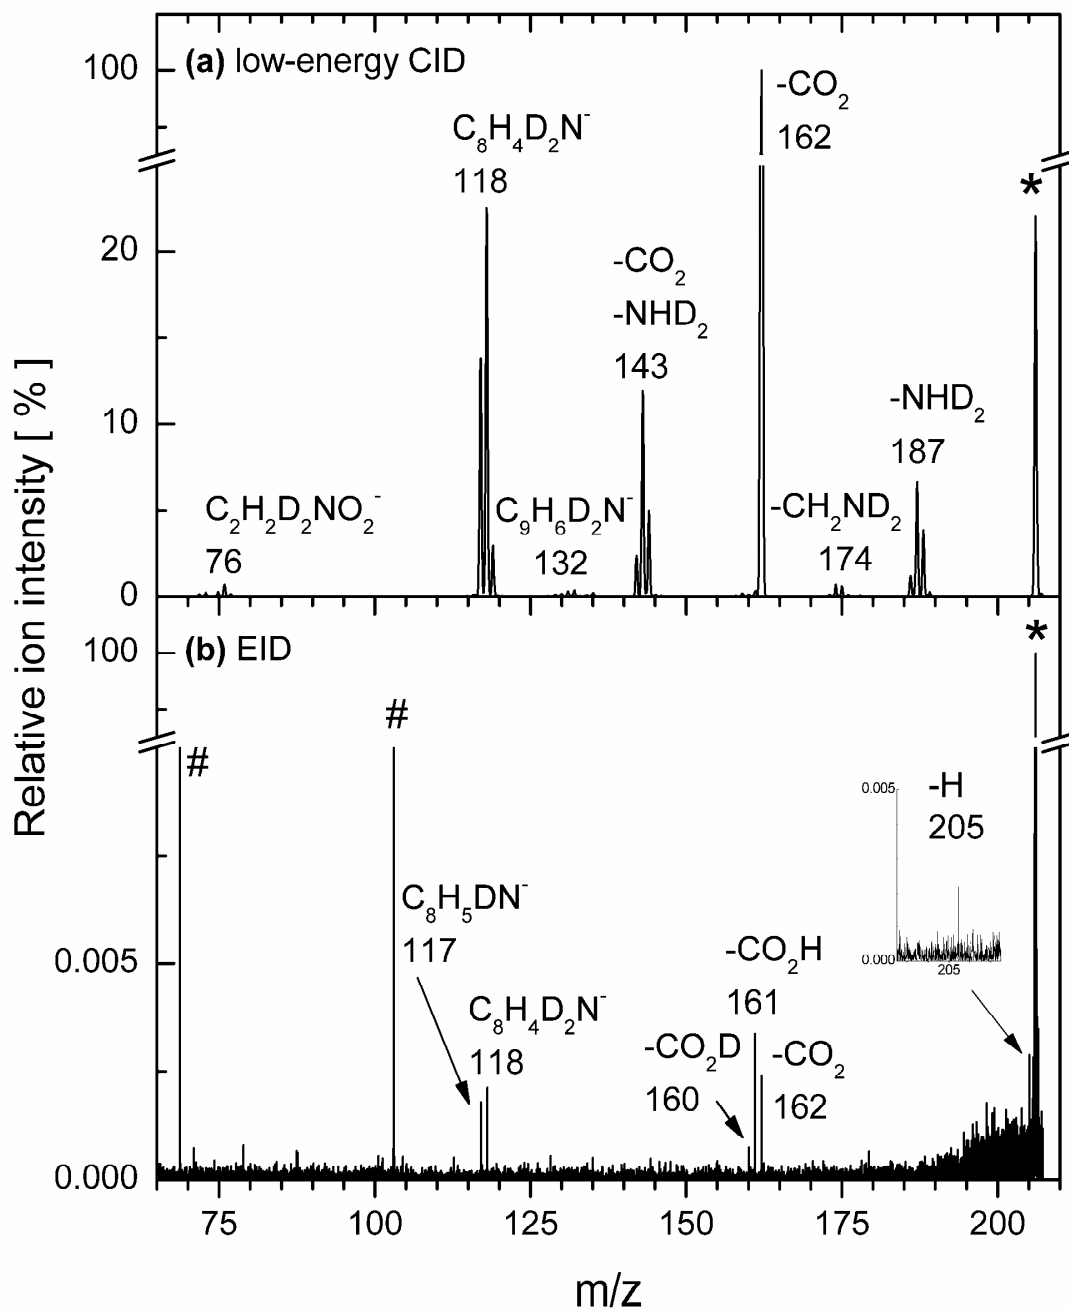 (a) low-energy CID
100
-CO₂
162
C₈H₄D₂N⁻
118
*
20
-CO₂
-NHD₂
143
-NHD₂
187
10
C₂H₂D₂NO₂⁻
76
C₉H₆D₂N⁻
132
-CH₂ND₂
174
0
(b) EID
100
*
#
#
-H
205
0.005
0.000
205
C₈H₅DN⁻
117
0.005
-CO₂H
161
C₈H₄D₂N⁻
118
-CO₂D
160
-CO₂
162
0.000
75
100
125
150
175
200
m/z
Relative ion intensity [ % ]